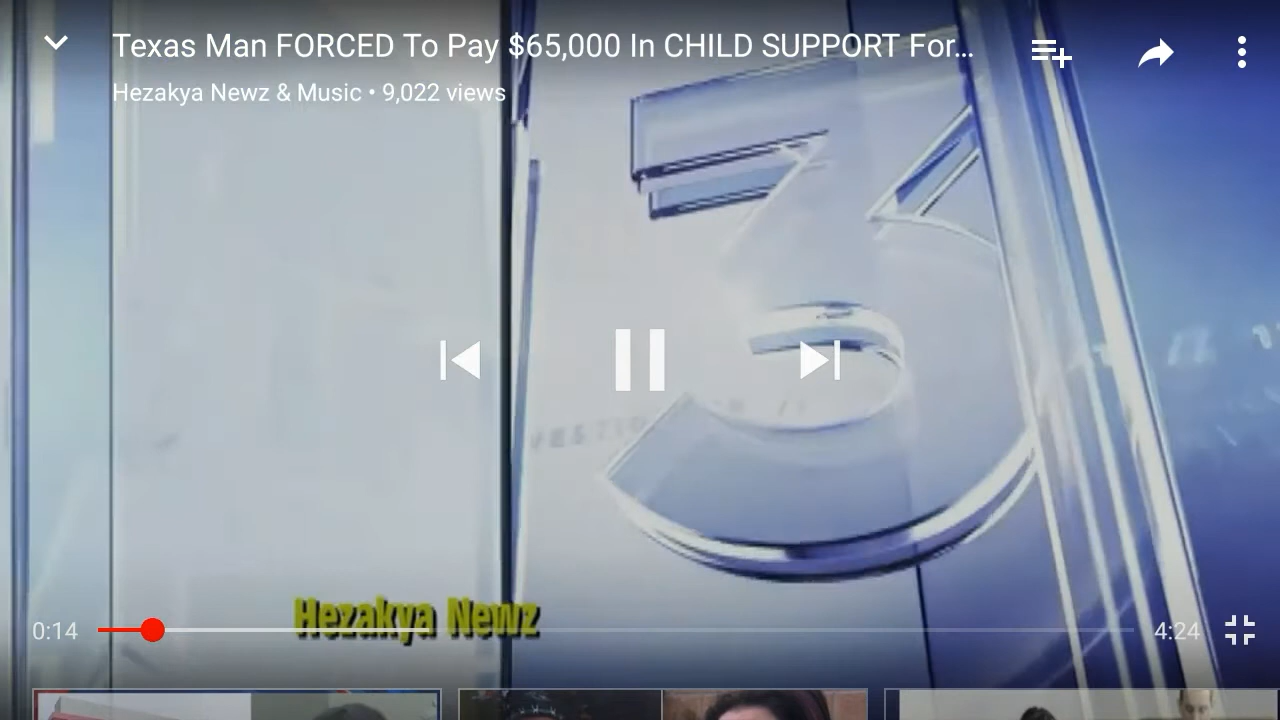 Texas Man FORCED To Pay $65,000 In CHILD SUPPORT For...
Hezakya Newz & Music • 9,022 views
3
Hezakya Newz
0:14
4:24